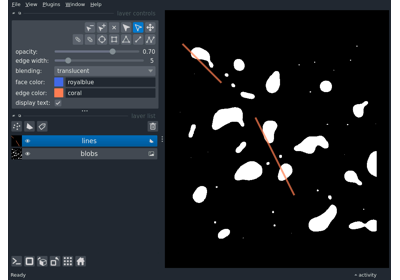 File View Plugins Window Help
layer controls
opacity: 0.70
edge width: 5
blending: translucent
face color: royalblue
edge color: coral
display text:
layer list
lines
blobs
Ready
activity